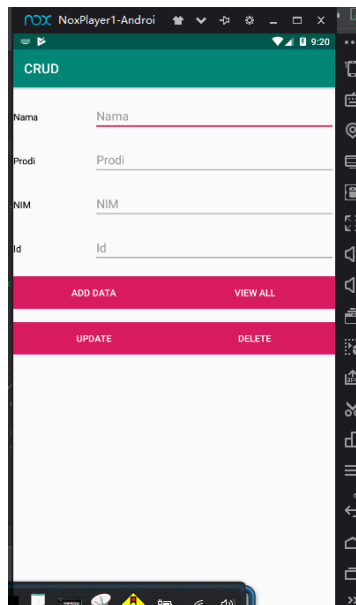 nox NoxPlayer1-Androi
9:20
CRUD
Nama Nama
Prodi Prodi
NIM NIM
Id Id
ADD DATA VIEW ALL
UPDATE DELETE